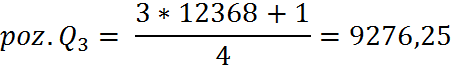 poz. Q₃ = (3 * 12368 + 1) / 4 = 9276,25